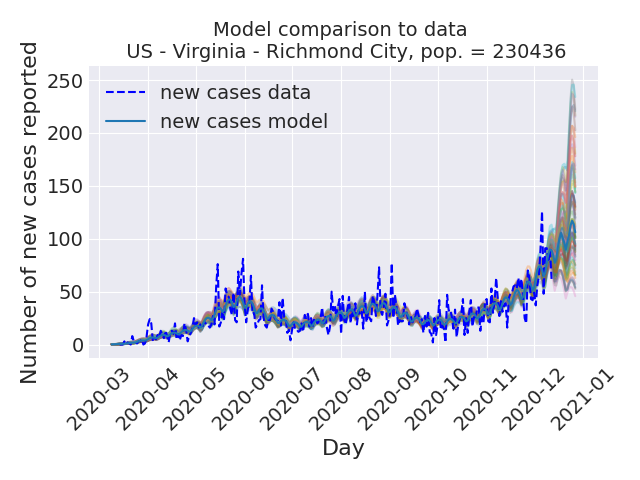 Model comparison to data
US - Virginia - Richmond City, pop. = 230436
Number of new cases reported
250
200
150
100
50
0
new cases data
new cases model
2020-03
2020-04
2020-05
2020-06
2020-07
2020-08
2020-09
2020-10
2020-11
2020-12
2021-01
Day